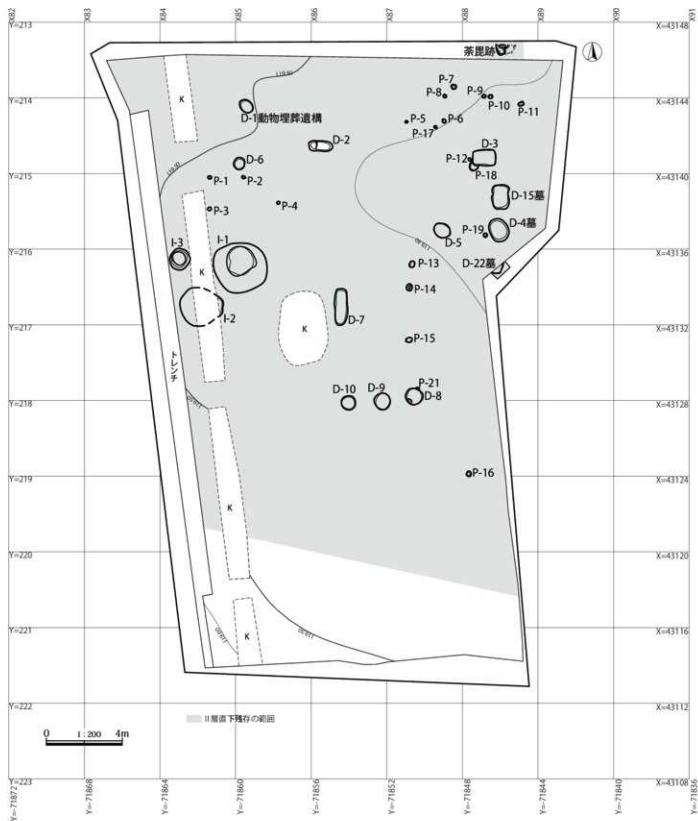 X82
X83
X84
X85
X86
X87
X88
X89
X90
X91
Y=213
X=43148
荼毘跡
P-7
P-8
P-9
P-10
P-11
K
119.90
Y=214
X=43144
D-1動物埋葬遺構
P-5
P-6
P-17
D-2
D-3
P-12
P-18
D-6
119.90
Y=215
X=43140
P-1
P-2
P-3
P-4
D-15墓
P-19
D-4墓
D-5
Y=216
X=43136
I-3
I-1
P-13
D-22墓
K
P-14
I-2
D-7
Y=217
X=43132
K
P-15
トレンチ
P-21
D-10
D-9
D-8
Y=218
X=43128
Y=219
X=43124
P-16
K
Y=220
X=43120
Y=221
X=43116
K
Y=222
X=43112
Ⅱ層直下残存の範囲
0
1:200
4m
Y=223
X=43108
Y=-71872
Y=-71868
Y=-71864
Y=-71860
Y=-71856
Y=-71852
Y=-71848
Y=-71844
Y=-71840
Y=-71836